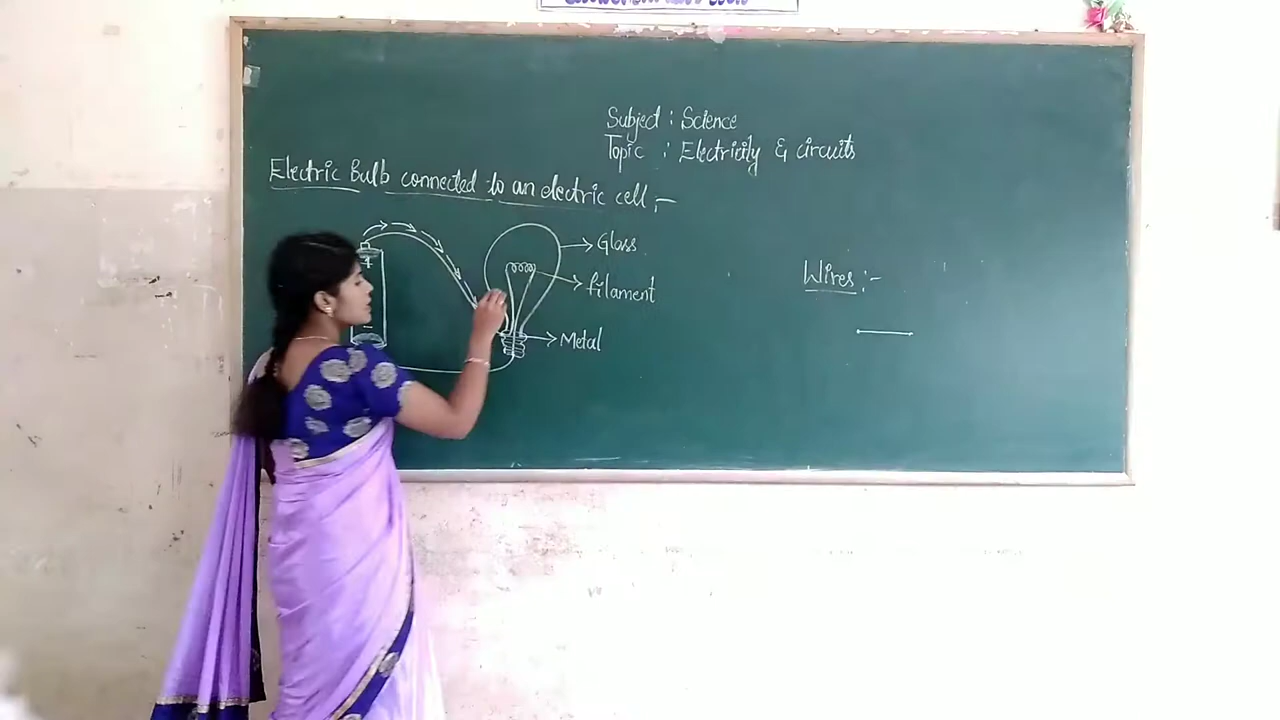 Subject : Science
Topic : Electricity & circuits
Electric Bulb connected to an electric cell :-
+
-
Glass
filament
Metal
Wires :-